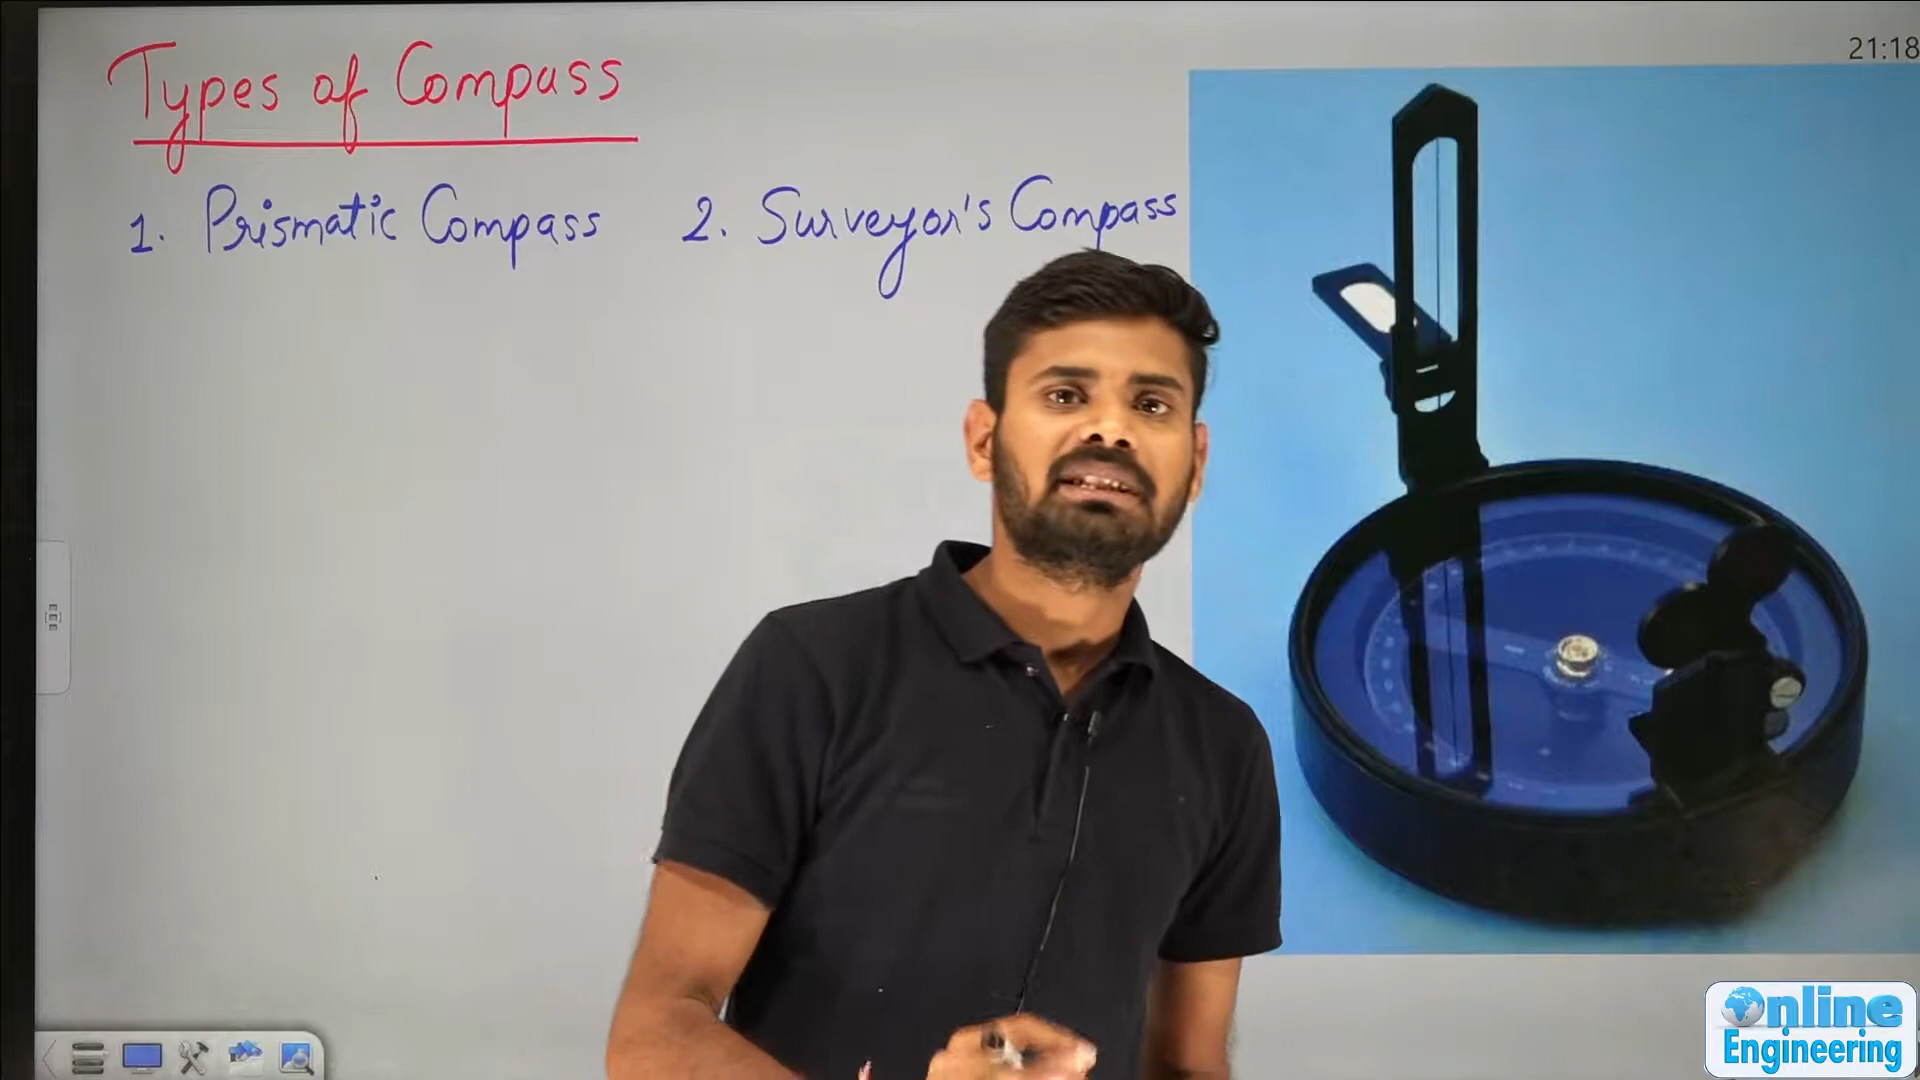 21:18
Types of Compass
1. Prismatic Compass 2. Surveyor's Compass
Online
Engineering